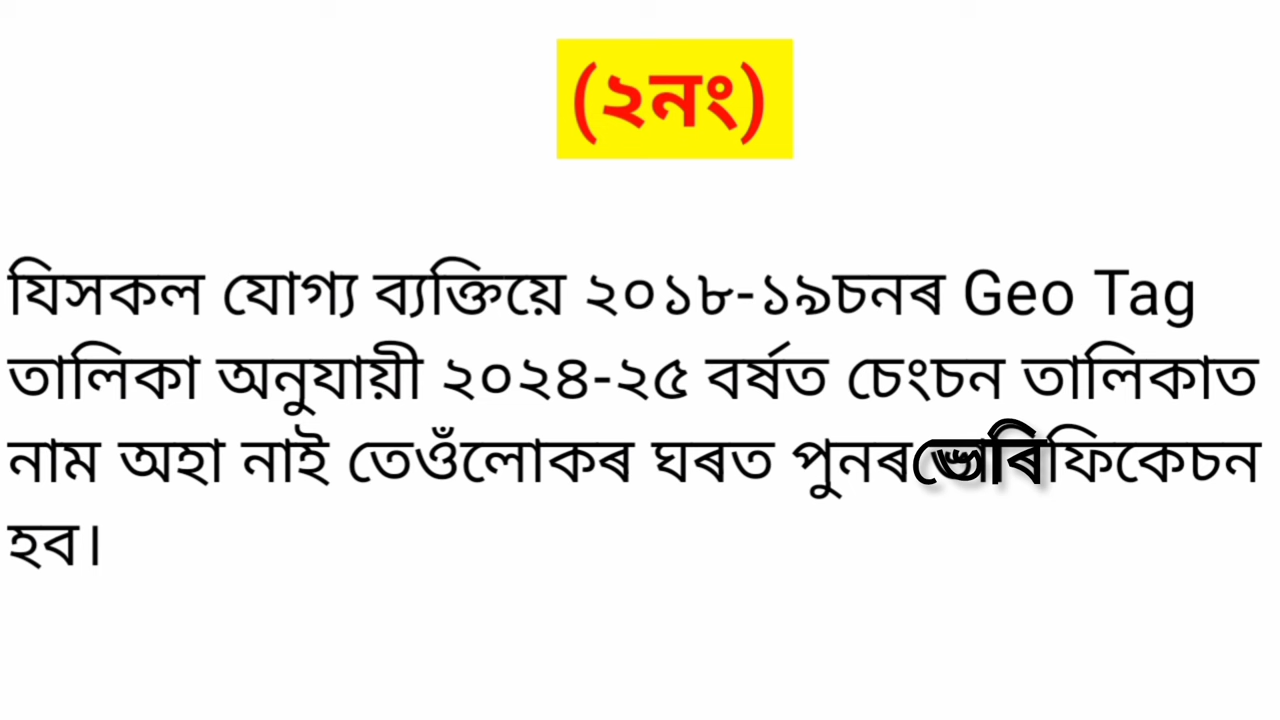 (২নং)
যিসকল যোগ্য ব্যক্তিয়ে ২০১৮-১৯চনৰ Geo Tag
তালিকা অনুযায়ী ২০২৪-২৫ বৰ্ষত চেংচন তালিকাত
নাম অহা নাই তেওঁলোকৰ ঘৰত পুনৰভেৰিফিকেচন
হব।